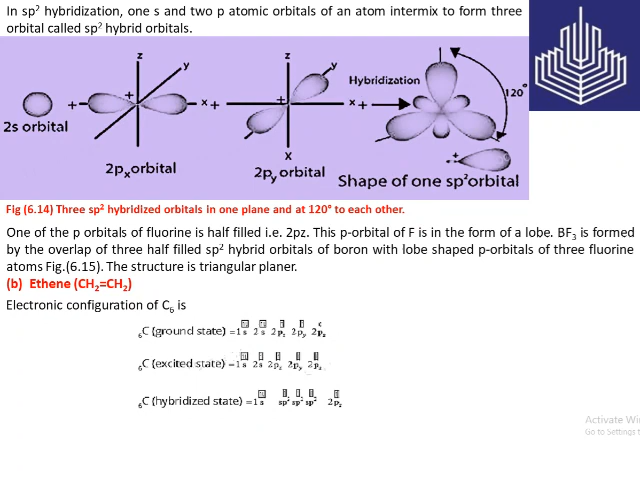 In sp² hybridization, one s and two p atomic orbitals of an atom intermix to form three
orbital called sp² hybrid orbitals.
z z
y y
Hybridization
120°
+ x + + x +
2s orbital
2pₓ orbital
x
2pᵧ orbital
Shape of one sp²orbital
Fig (6.14) Three sp² hybridized orbitals in one plane and at 120° to each other.
One of the p orbitals of fluorine is half filled i.e. 2pz. This p-orbital of F is in the form of a lobe. BF₃ is formed
by the overlap of three half filled sp² hybrid orbitals of boron with lobe shaped p-orbitals of three fluorine
atoms Fig.(6.15). The structure is triangular planer.
(b) Ethene (CH₂=CH₂)
Electronic configuration of C₆ is
₆C (ground state) =1s 2s 2pₓ 2pᵧ 2p_z
₆C (excited state) =1s 2s 2pₓ 2pᵧ 2p_z
₆C (hybridized state) =1s sp² sp² sp² 2p_z
Activate Wi
Go to Settings t